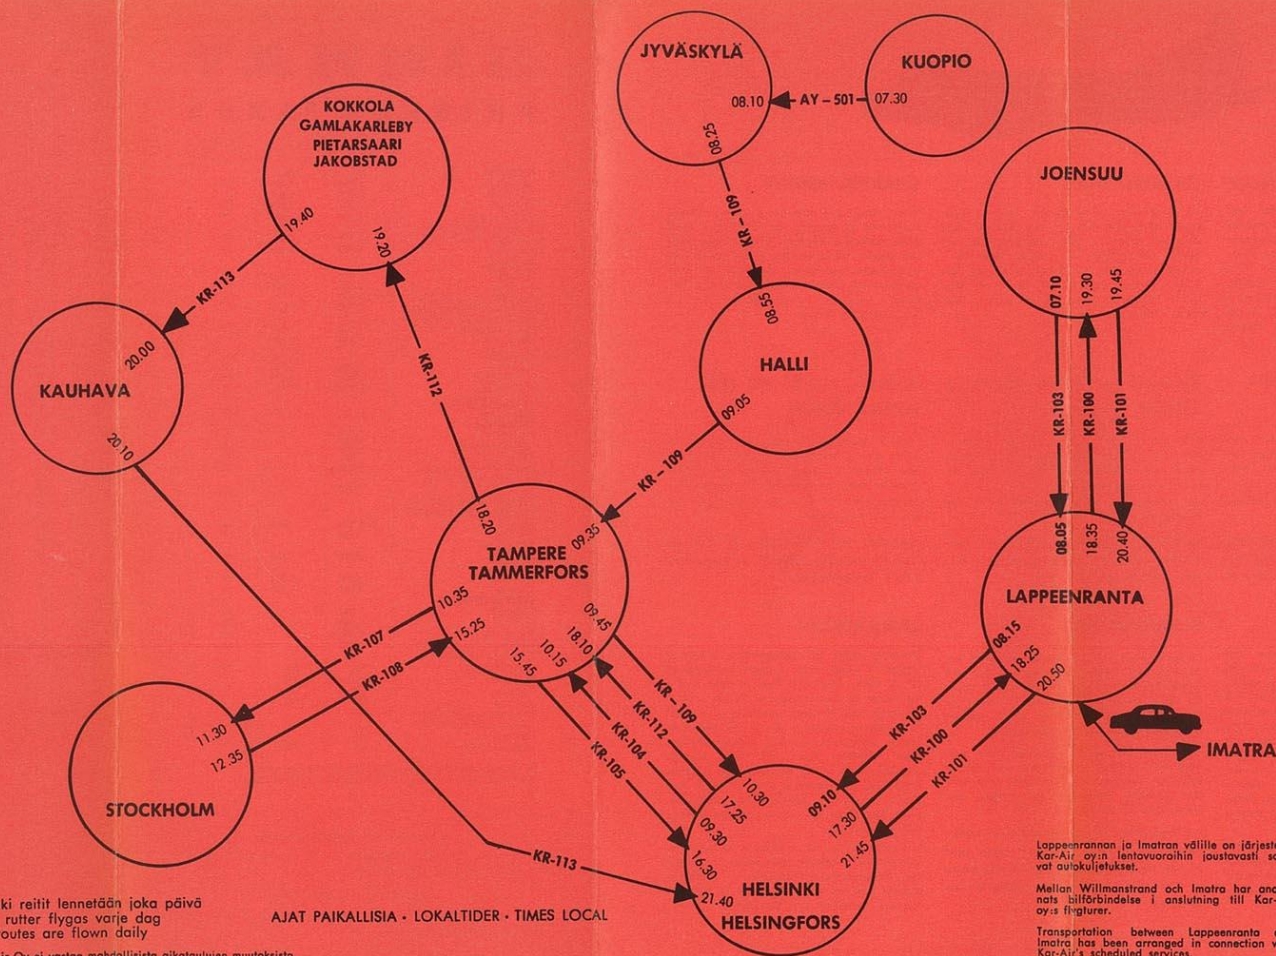 JYVÄSKYLÄ
08.10
08.25
AY – 501
KUOPIO
07.30
KOKKOLA
GAMLAKARLEBY
PIETARSAARI
JAKOBSTAD
19.40
19.20
KR-113
KR-112
KR – 109
JOENSUU
07.10
19.30
19.45
KR-103
KR-100
KR-101
KAUHAVA
20.00
20.10
HALLI
08.55
09.05
KR – 109
TAMPERE
TAMMERFORS
18.20
09.35
10.35
15.25
09.45
18.10
10.15
15.45
KR-107
KR-108
KR – 109
KR-112
KR-104
KR-105
LAPPEENRANTA
08.05
18.35
20.40
08.15
18.25
20.50
KR-103
KR-100
KR-101
IMATRA
STOCKHOLM
11.30
12.35
KR-113
HELSINKI
HELSINGFORS
10.30
17.25
09.30
16.30
21.40
09.10
17.30
21.45
ki reitit lennetään joka päivä
rutter flygas varje dag
routes are flown daily
AJAT PAIKALLISIA · LOKALTIDER · TIMES LOCAL
Lappeenrannan ja Imatran välille on järjest
Kar-Air oy:n lentovuoroihin joustavasti
vat autokuljetukset.
Mellan Willmanstrand och Imatra har
nats bilförbindelse i anslutning till Kar-
oy:s flygturer.
Transportation between Lappeenranta
Imatra has been arranged in connection
Kar-Air's scheduled services